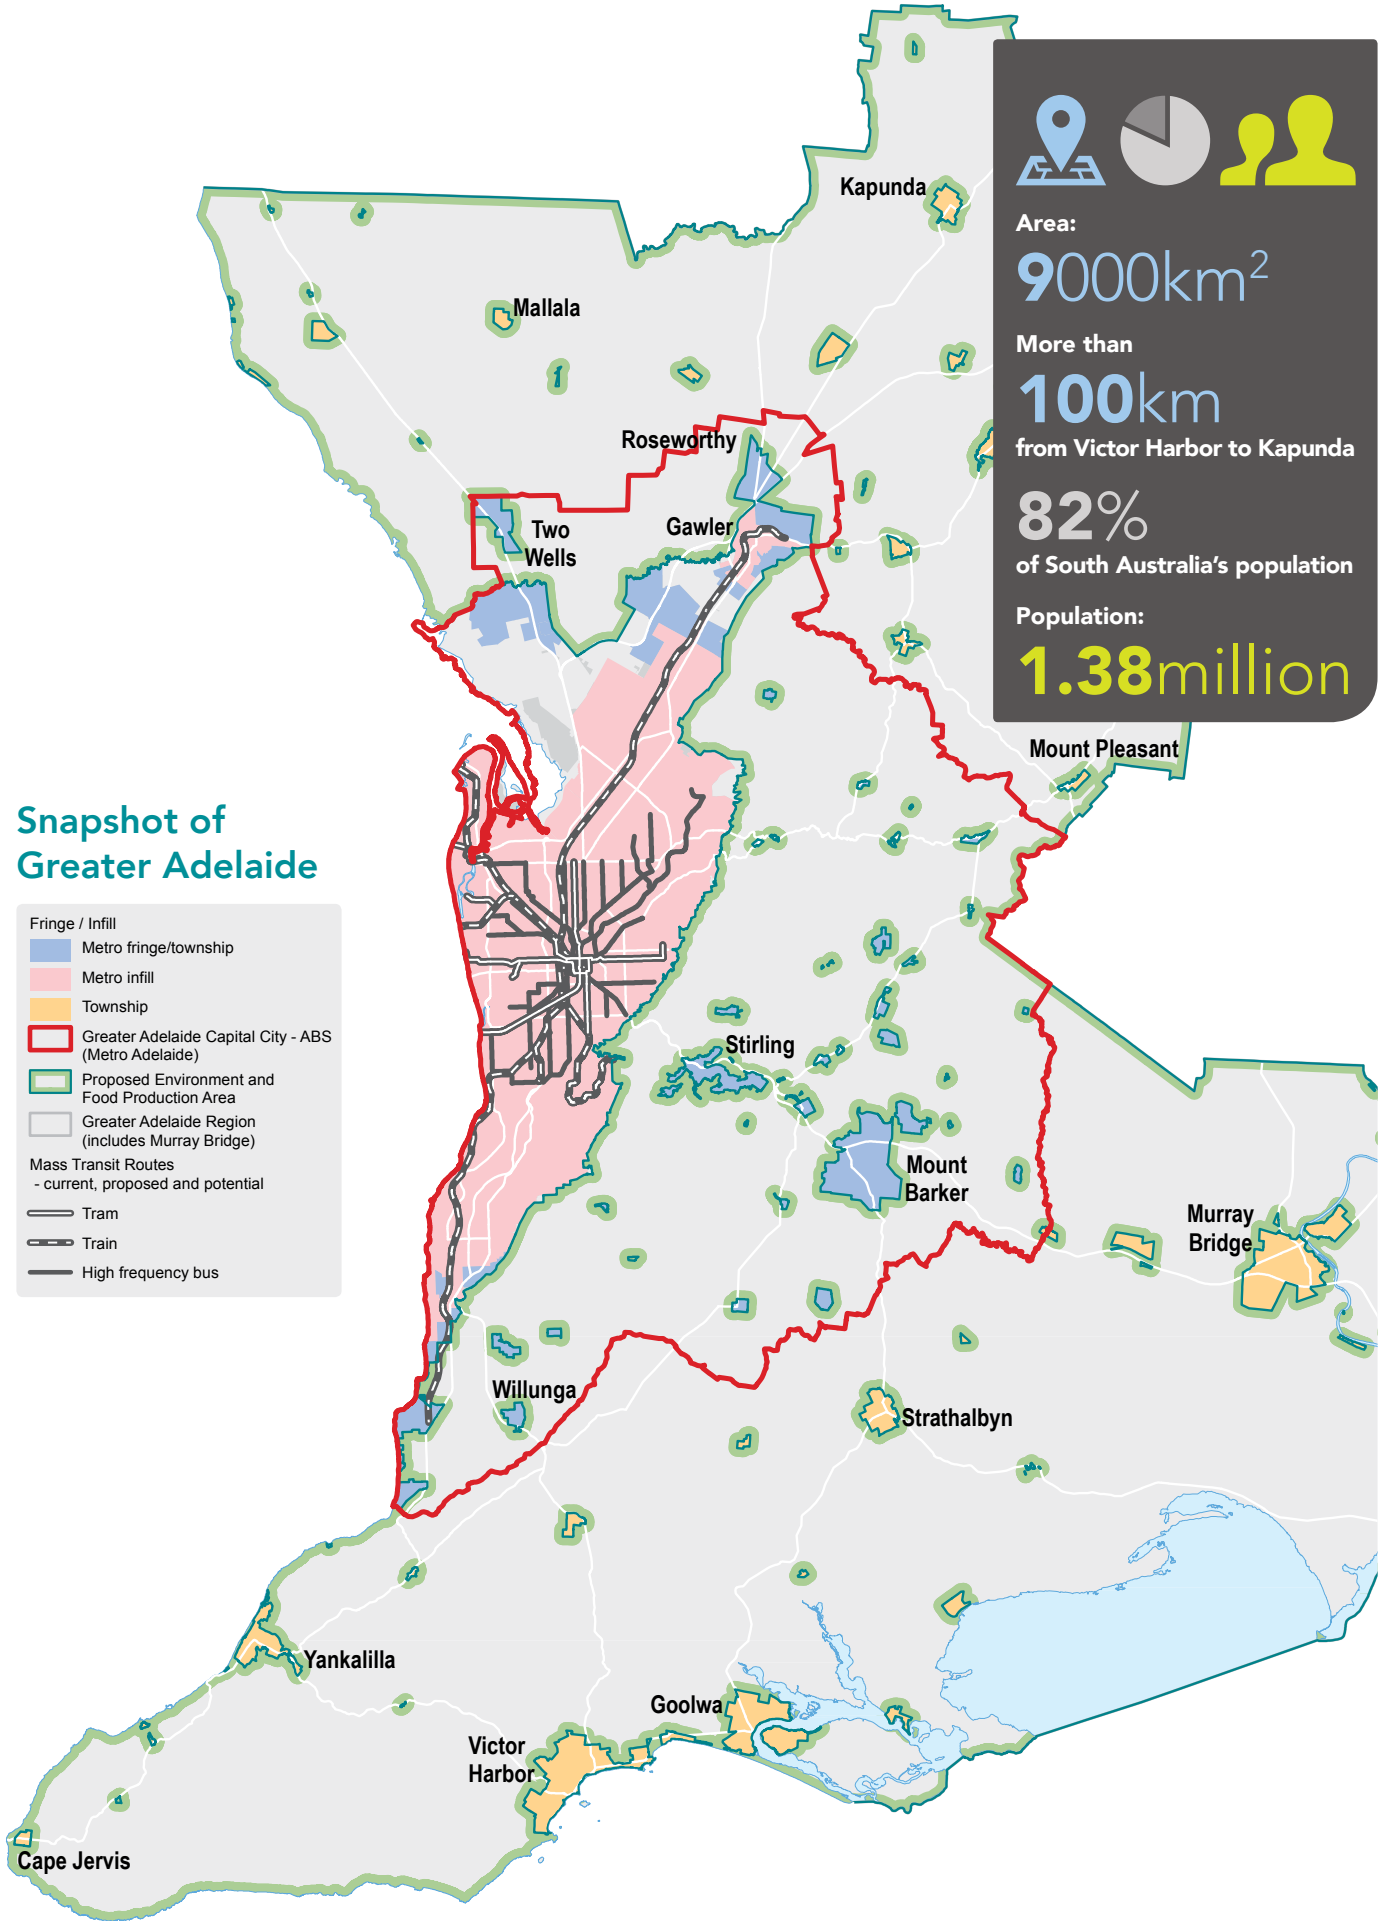 Kapunda
Area:
9000km²
Mallala
More than
100km
from Victor Harbor to Kapunda
Roseworthy
82%
Gawler
Two
Wells
of South Australia's population
Population:
1.38million
Mount Pleasant
Snapshot of
Greater Adelaide
Fringe / Infill
Metro fringe/township
Metro infill
Township
Greater Adelaide Capital City - ABS
(Metro Adelaide)
Proposed Environment and
Food Production Area
Greater Adelaide Region
(includes Murray Bridge)
Mass Transit Routes
- current, proposed and potential
Tram
Train
High frequency bus
Stirling
Mount
Barker
Murray
Bridge
Willunga
Strathalbyn
Yankalilla
Goolwa
Victor
Harbor
Cape Jervis